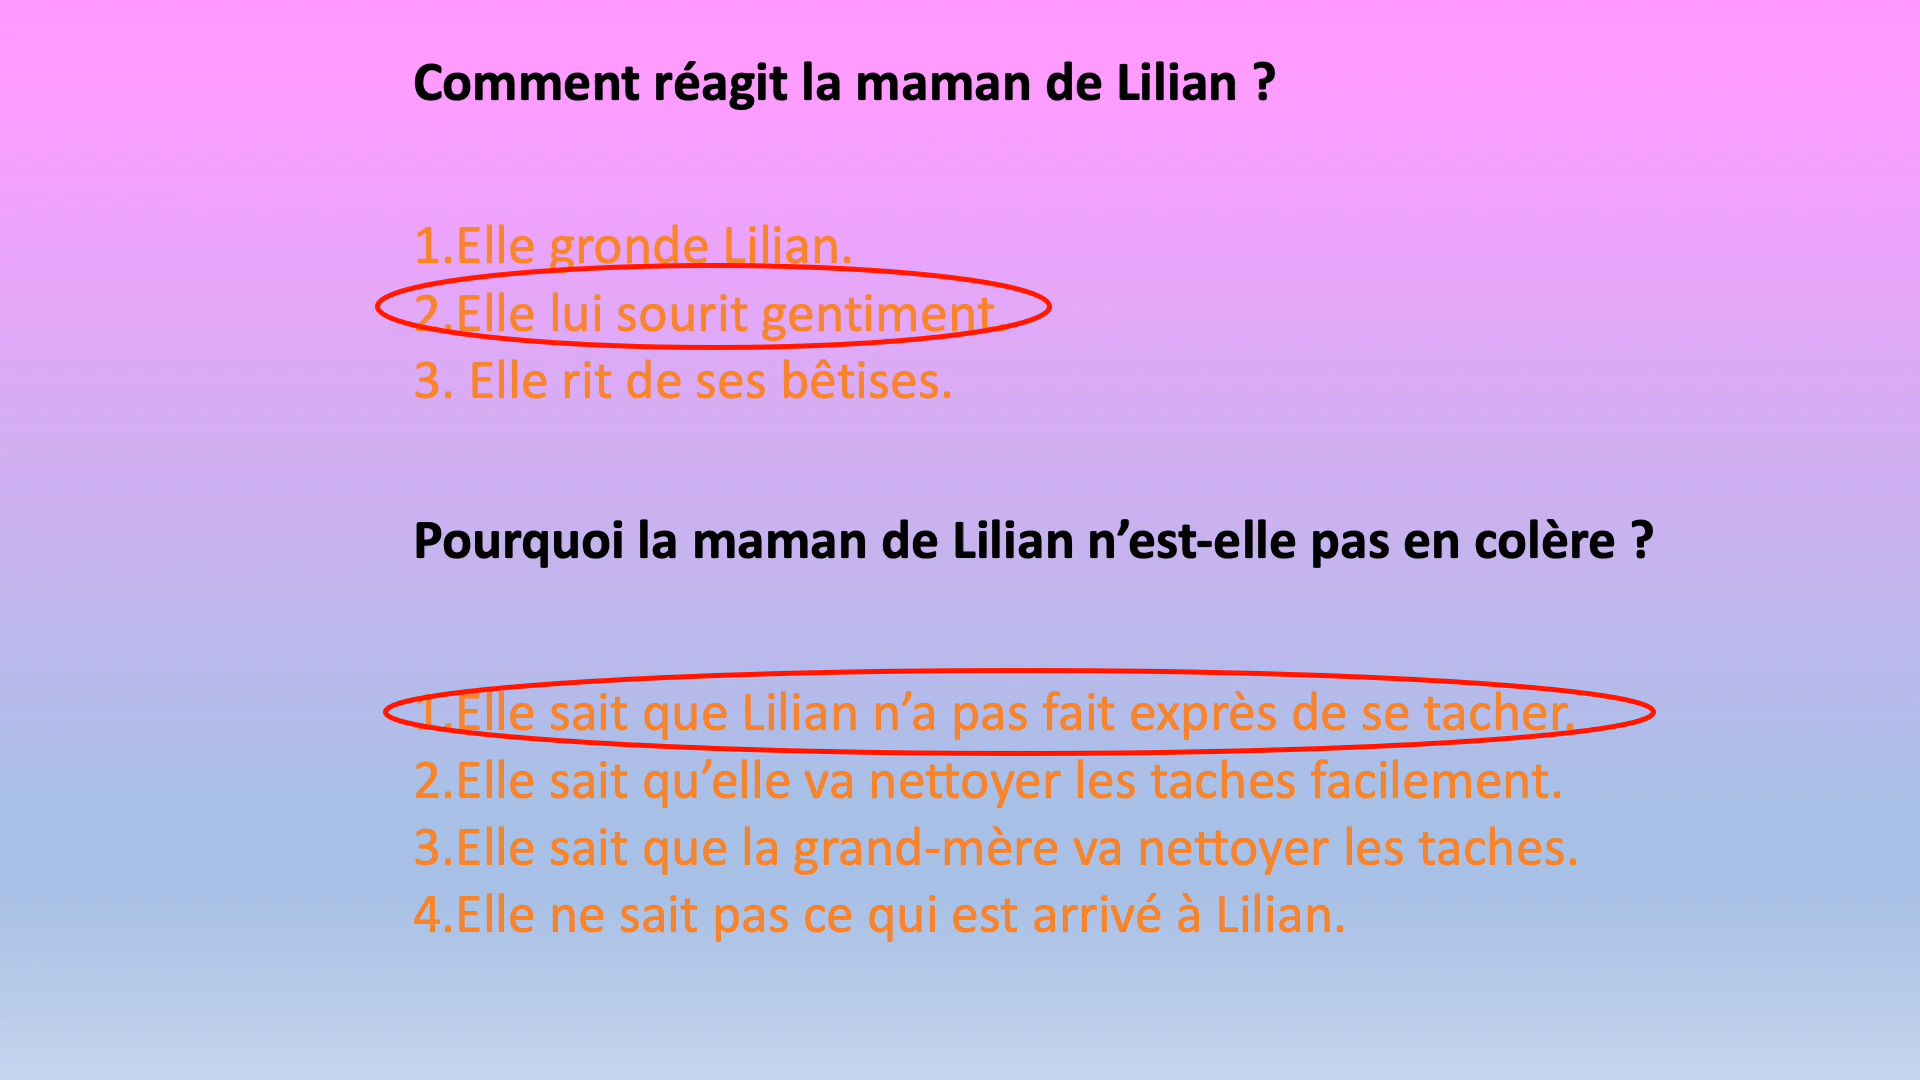 Comment réagit la maman de Lilian ?
1.Elle gronde Lilian.
2.Elle lui sourit gentiment.
3. Elle rit de ses bêtises.
Pourquoi la maman de Lilian n’est-elle pas en colère ?
1.Elle sait que Lilian n’a pas fait exprès de se tacher.
2.Elle sait qu’elle va nettoyer les taches facilement.
3.Elle sait que la grand-mère va nettoyer les taches.
4.Elle ne sait pas ce qui est arrivé à Lilian.